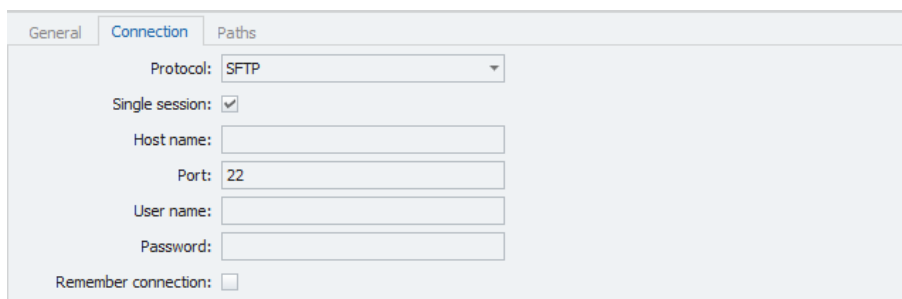 General Connection Paths
Protocol: SFTP
Single session:
Host name:
Port: 22
User name:
Password:
Remember connection: